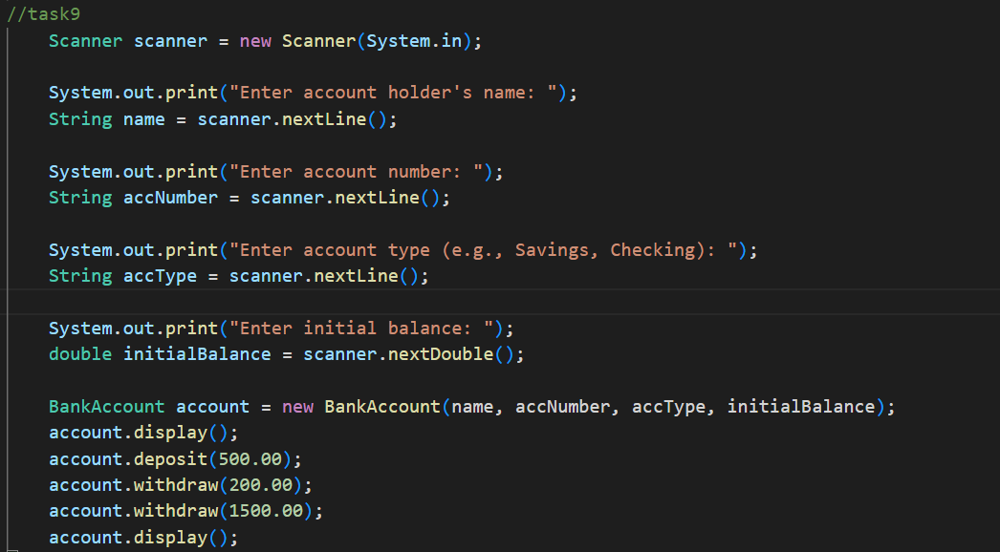 //task9
Scanner scanner = new Scanner(System.in);
System.out.print("Enter account holder's name: ");
String name = scanner.nextLine();
System.out.print("Enter account number: ");
String accNumber = scanner.nextLine();
System.out.print("Enter account type (e.g., Savings, Checking): ");
String accType = scanner.nextLine();
System.out.print("Enter initial balance: ");
double initialBalance = scanner.nextDouble();
BankAccount account = new BankAccount(name, accNumber, accType, initialBalance);
account.display();
account.deposit(500.00);
account.withdraw(200.00);
account.withdraw(1500.00);
account.display();